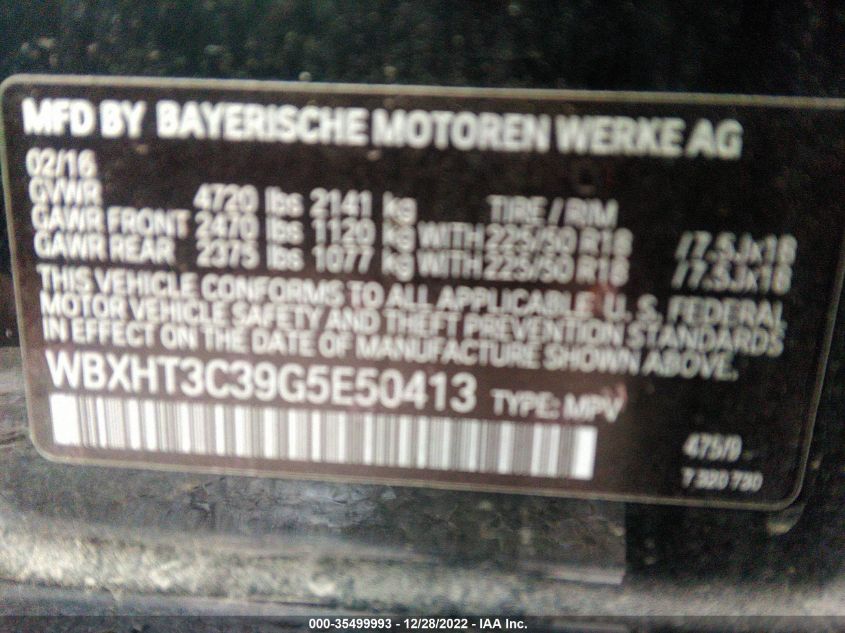 MFD BY BAYERISCHE MOTOREN WERKE AG
02/16
GVWR 4720 lbs 2141 kg TIRE / RIM
GAWR FRONT 2470 lbs 1120 kg WITH 225/50 R18 /7.5Jx18
GAWR REAR 2375 lbs 1077 kg WITH 225/50 R18 /7.5Jx18
THIS VEHICLE CONFORMS TO ALL APPLICABLE U. S. FEDERAL
MOTOR VEHICLE SAFETY AND THEFT PREVENTION STANDARDS
IN EFFECT ON THE DATE OF MANUFACTURE SHOWN ABOVE.
WBXHT3C39G5E50413 TYPE: MPV
7 320 730
000-35499993 - 12/28/2022 - IAA Inc.